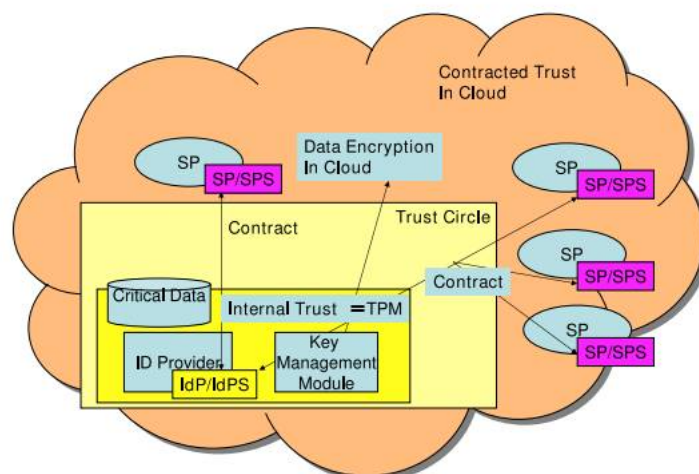 Contracted Trust
In Cloud
SP
SP/SPS
Data Encryption
In Cloud
SP
SP/SPS
Trust Circle
Contract
SP
SP/SPS
Contract
Critical Data
Internal Trust =TPM
SP
SP/SPS
ID Provider
IdP/IdPS
Key
Management
Module